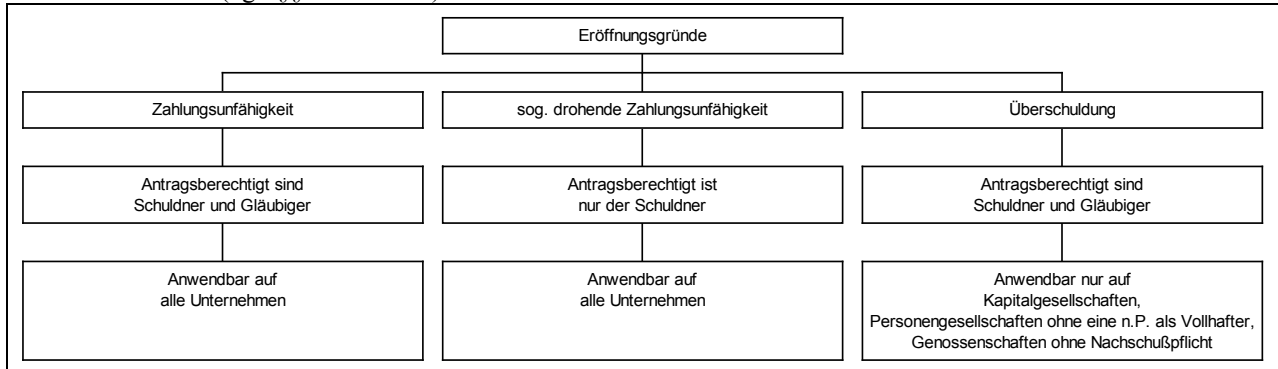 Eröffnungsgründe
Zahlungsunfähigkeit
sog. drohende Zahlungsunfähigkeit
Überschuldung
Antragsberechtigt sind
Schuldner und Gläubiger
Antragsberechtigt ist
nur der Schuldner
Antragsberechtigt sind
Schuldner und Gläubiger
Anwendbar auf
alle Unternehmen
Anwendbar auf
alle Unternehmen
Anwendbar nur auf
Kapitalgesellschaften,
Personengesellschaften ohne eine n.P. als Vollhafter,
Genossenschaften ohne Nachschußpflicht